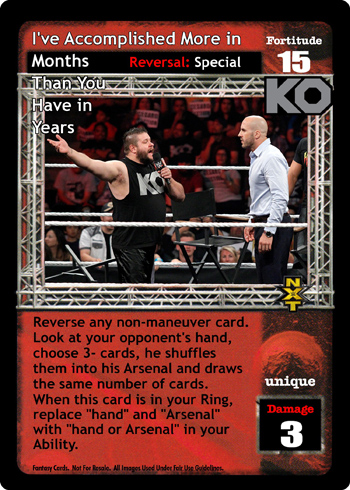 I've Accomplished More in
Fortitude
Months
Reversal: Special
15
Than You
KO
Have in
Years
KO
NXT
Reverse any non-maneuver card.
Look at your opponent's hand,
choose 3- cards, he shuffles
them into his Arsenal and draws
the same number of cards.
When this card is in your Ring,
replace "hand" and "Arsenal"
with "hand or Arsenal" in your
Ability.
unique
Damage
3
Fantasy Cards. Not For Resale. All Images Used Under Fair Use Guidelines.